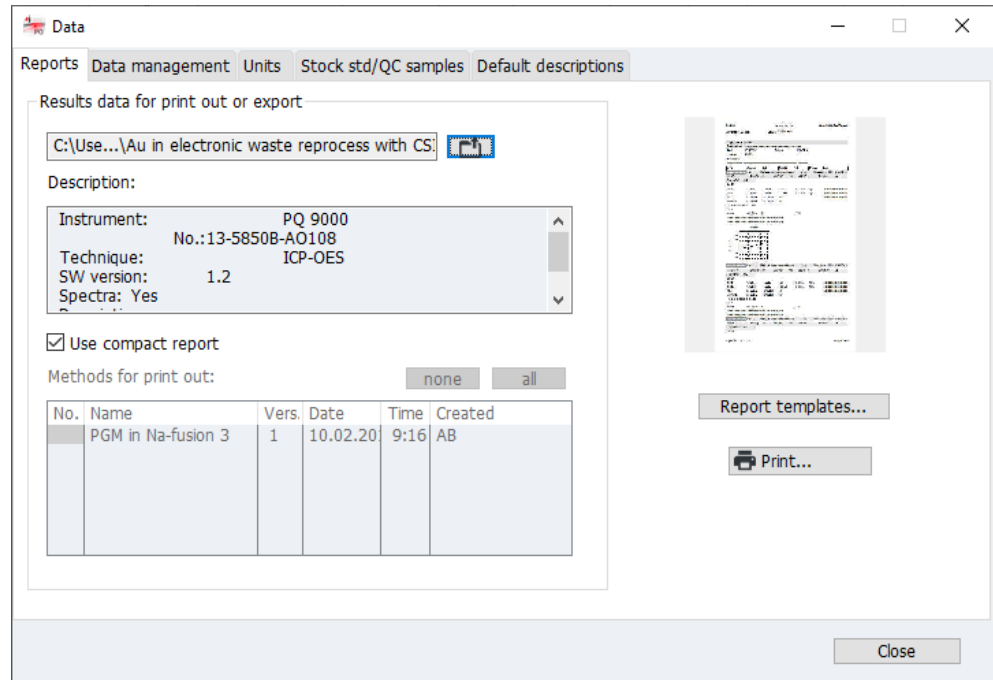 Data
Reports Data management Units Stock std/QC samples Default descriptions
Results data for print out or export
C:\Use...\Au in electronic waste reprocess with CSI
Description:
Instrument: PQ 9000
No.:13-5850B-AO108
Technique: ICP-OES
SW version: 1.2
Spectra: Yes
Use compact report
Methods for print out:
none all
No. Name Vers. Date Time Created
PGM in Na-fusion 3 1 10.02.20 9:16 AB
Report templates...
Print...
Close